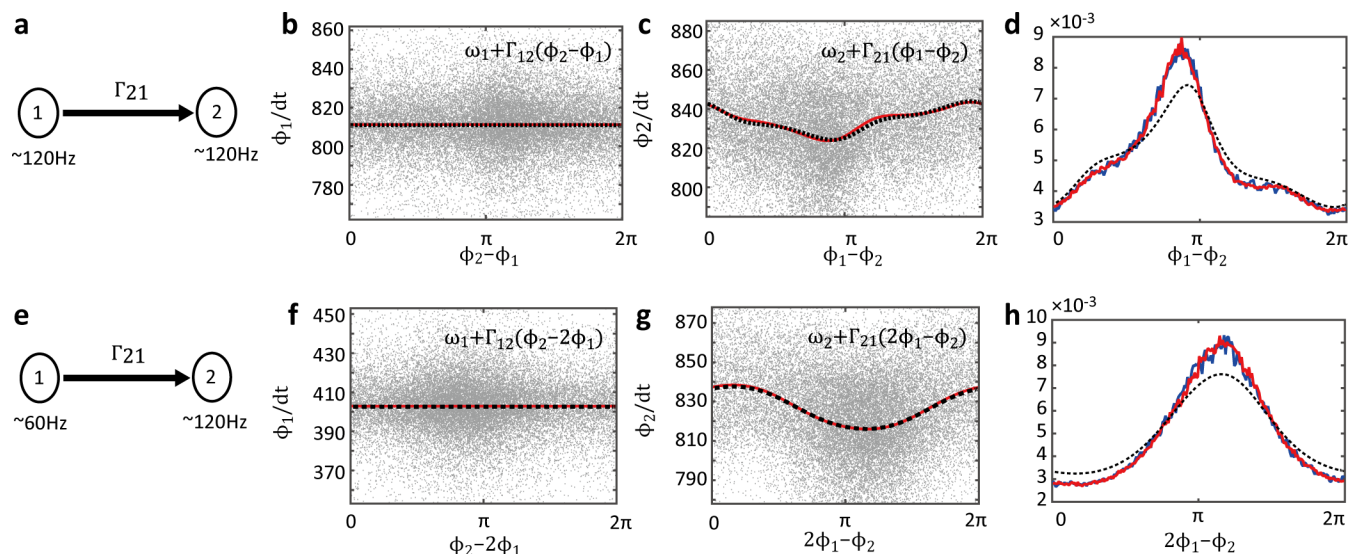 a
Γ21
1
2
~120Hz
~120Hz
b
ω1+Γ12(ϕ2−ϕ1)
860
840
820
800
780
ϕ1/dt
0
π
2π
ϕ2−ϕ1
c
ω2+Γ21(ϕ1−ϕ2)
880
860
840
820
800
ϕ2/dt
0
π
2π
ϕ1−ϕ2
d
×10-3
9
8
7
6
5
4
3
0
π
2π
ϕ1−ϕ2
e
Γ21
1
2
~60Hz
~120Hz
f
ω1+Γ12(ϕ2−2ϕ1)
450
430
410
390
370
ϕ1/dt
0
π
2π
ϕ2−2ϕ1
g
ω2+Γ21(2ϕ1−ϕ2)
870
850
830
810
790
ϕ2/dt
0
π
2π
2ϕ1−ϕ2
h
×10-3
10
9
8
7
6
5
4
3
2
0
π
2π
2ϕ1−ϕ2